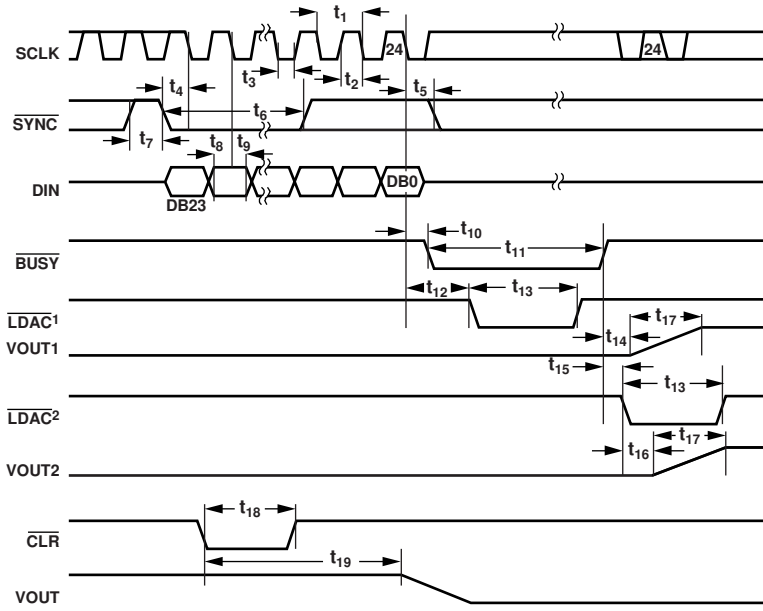 t1
SCLK
24
24
t4
t3
t2
SYNC
t6
t5
t7
t8
t9
DIN
DB23
DB0
t10
BUSY
t11
t12
t13
LDAC1
t17
VOUT1
t14
t15
t13
LDAC2
t17
VOUT2
t16
t18
CLR
t19
VOUT